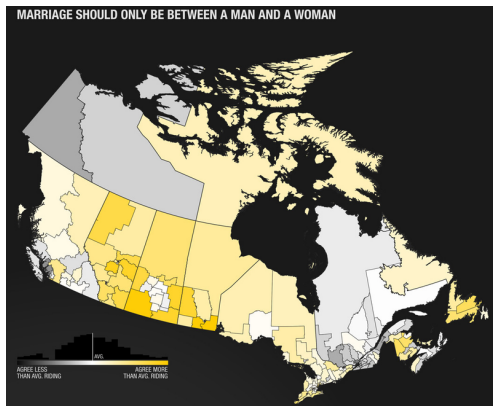 MARRIAGE SHOULD ONLY BE BETWEEN A MAN AND A WOMAN
AVG.
AGREE LESS
THAN AVG. RIDING
AGREE MORE
THAN AVG. RIDING